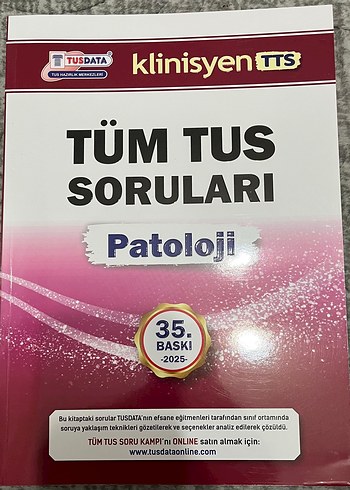 TUSDATA
TUS HAZIRLIK MERKEZLERİ
klinisyen TTS
TÜM TUS
SORULARI
Patoloji
35.
BASKI
-2025-
Bu kitaptaki sorular TUSDATA'nın efsane eğitmenleri tarafından sınıf ortamında
soruya yaklaşım teknikleri gözetilerek ve seçenekler analiz edilerek çözüldü.
TÜM TUS SORU KAMPI'nı ONLINE satın almak için:
www.tusdataonline.com